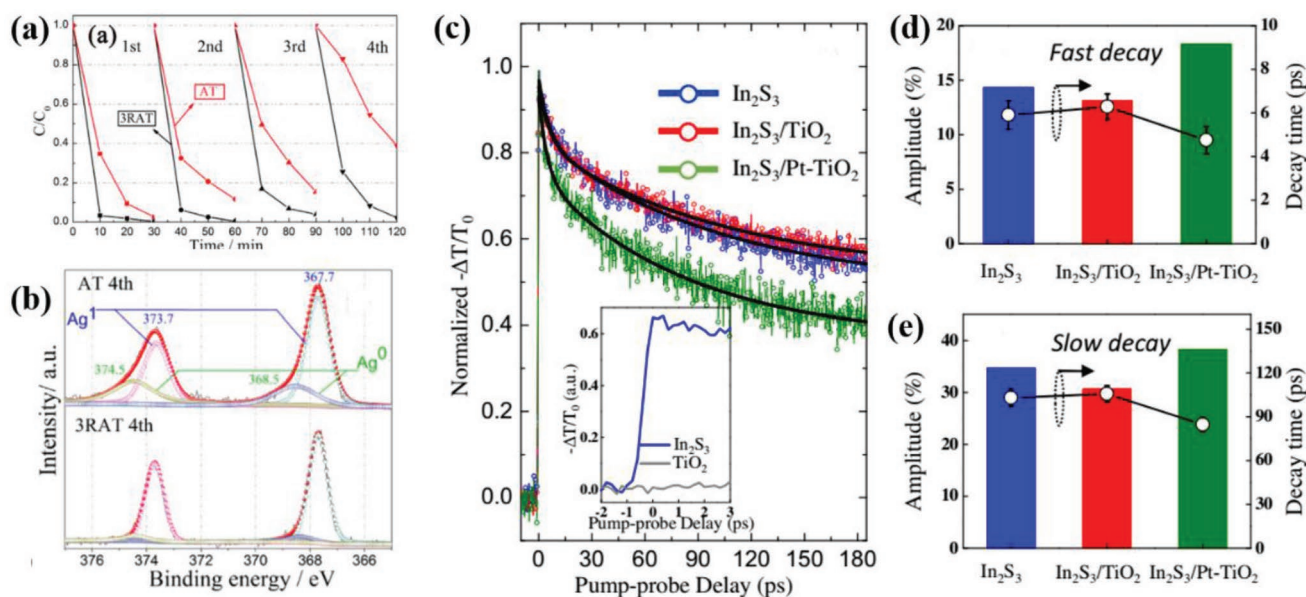 (a)
(a)
1st
2nd
3rd
4th
AT
3RAT
C/C0
1.0
0.8
0.6
0.4
0.2
0.0
0 10 20 30 40 50 60 70 80 90 100 110 120
Time / min
(b)
AT 4th
367.7
Ag1
373.7
Ag0
374.5
368.5
3RAT 4th
Intensity/ a.u.
376 372 368
Binding energy / eV
(c)
In2S3
In2S3/TiO2
In2S3/Pt-TiO2
Normalized -ΔT/T0
1.0
0.8
0.6
0.4
0.2
0.0
-ΔT/T0 (a.u.)
0.6
0.4
0.2
0.0
In2S3
TiO2
-2 -1 0 1 2 3
Pump-probe Delay (ps)
0 30 60 90 120 150 180
Pump-probe Delay (ps)
(d)
Fast decay
Amplitude (%)
20
15
10
5
0
Decay time (ps)
10
8
6
4
2
0
In2S3 In2S3/TiO2 In2S3/Pt-TiO2
(e)
Slow decay
Amplitude (%)
40
30
20
10
0
Decay time (ps)
150
120
90
60
30
0
In2S3 In2S3/TiO2 In2S3/Pt-TiO2